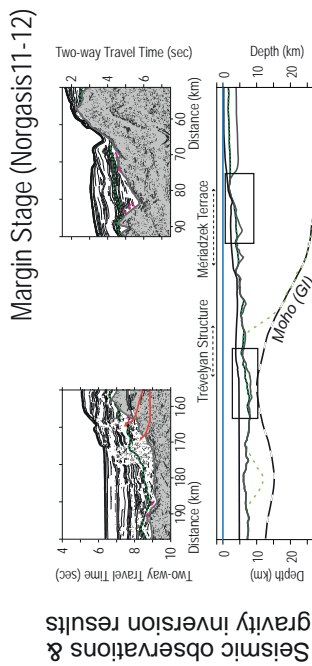 Margin Stage (Norgasis11-12)
Seismic observations &
gravity inversion results
Two-way Travel Time (sec)
4
6
8
10
190 180 170 160
Distance (km)
Two-way Travel Time (sec)
2
4
6
8
90 80 70 60
Distance (km)
Trévelyan Structure
Mériadzek Terrace
Depth (km)
0
10
20
Moho (GI)
Depth (km)
0
10
20